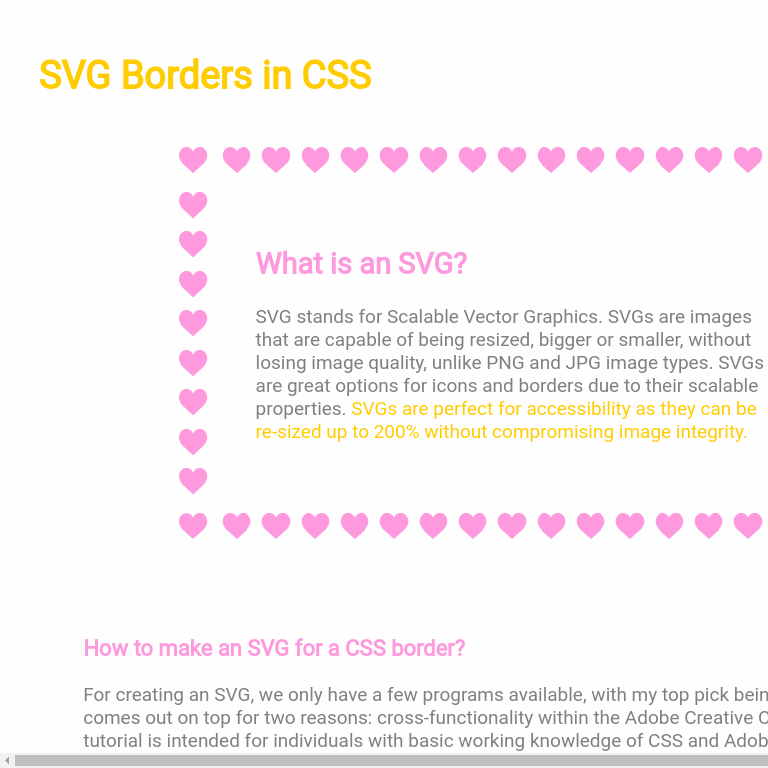 SVG Borders in CSS
What is an SVG?
SVG stands for Scalable Vector Graphics. SVGs are images
that are capable of being resized, bigger or smaller, without
losing image quality, unlike PNG and JPG image types. SVGs
are great options for icons and borders due to their scalable
properties. SVGs are perfect for accessibility as they can be
re-sized up to 200% without compromising image integrity.
How to make an SVG for a CSS border?
For creating an SVG, we only have a few programs available, with my top pick bein
comes out on top for two reasons: cross-functionality within the Adobe Creative C
tutorial is intended for individuals with basic working knowledge of CSS and Adob